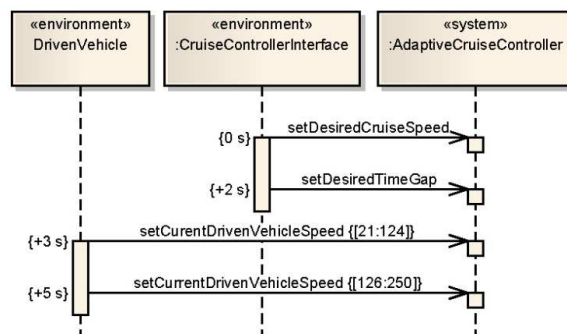 «environment»
DrivenVehicle
«environment»
:CruiseControllerInterface
«system»
:AdaptiveCruiseController
{0 s}
setDesiredCruiseSpeed
{+2 s}
setDesiredTimeGap
{+3 s}
setCurentDrivenVehicleSpeed {[21:124]}
{+5 s}
setCurrentDrivenVehicleSpeed {[126:250]}